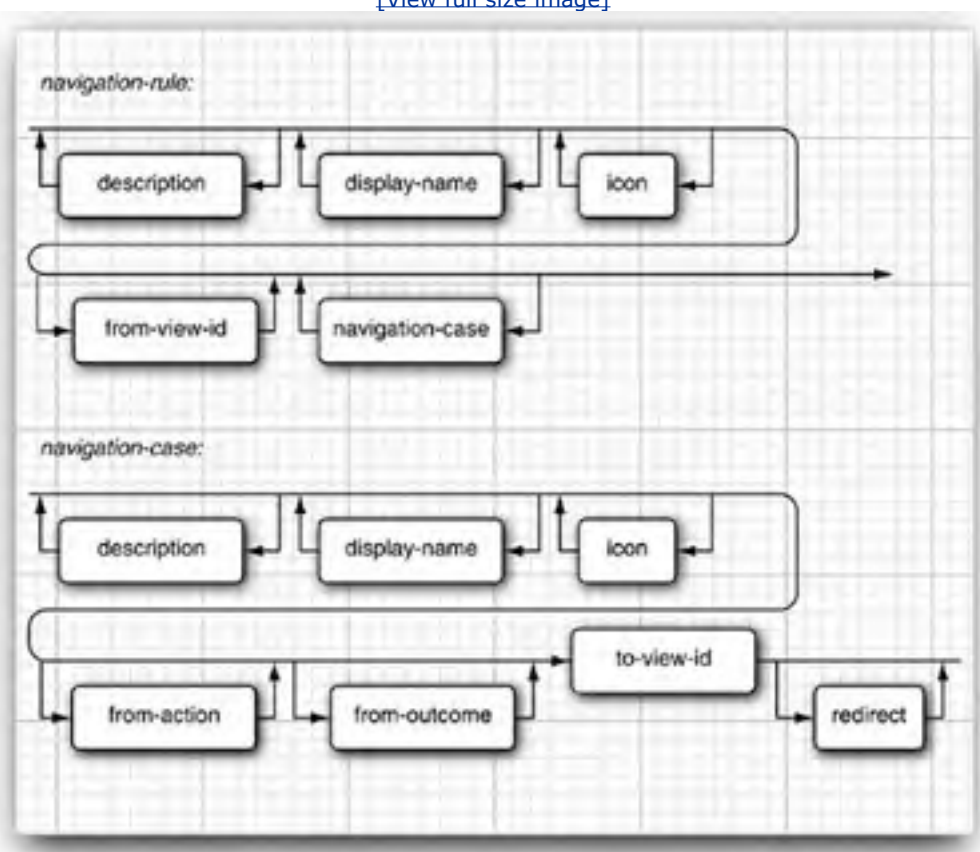 [View full size image]
navigation-rule:
description display-name icon
from-view-id navigation-case
navigation-case:
description display-name icon
to-view-id
from-action from-outcome redirect